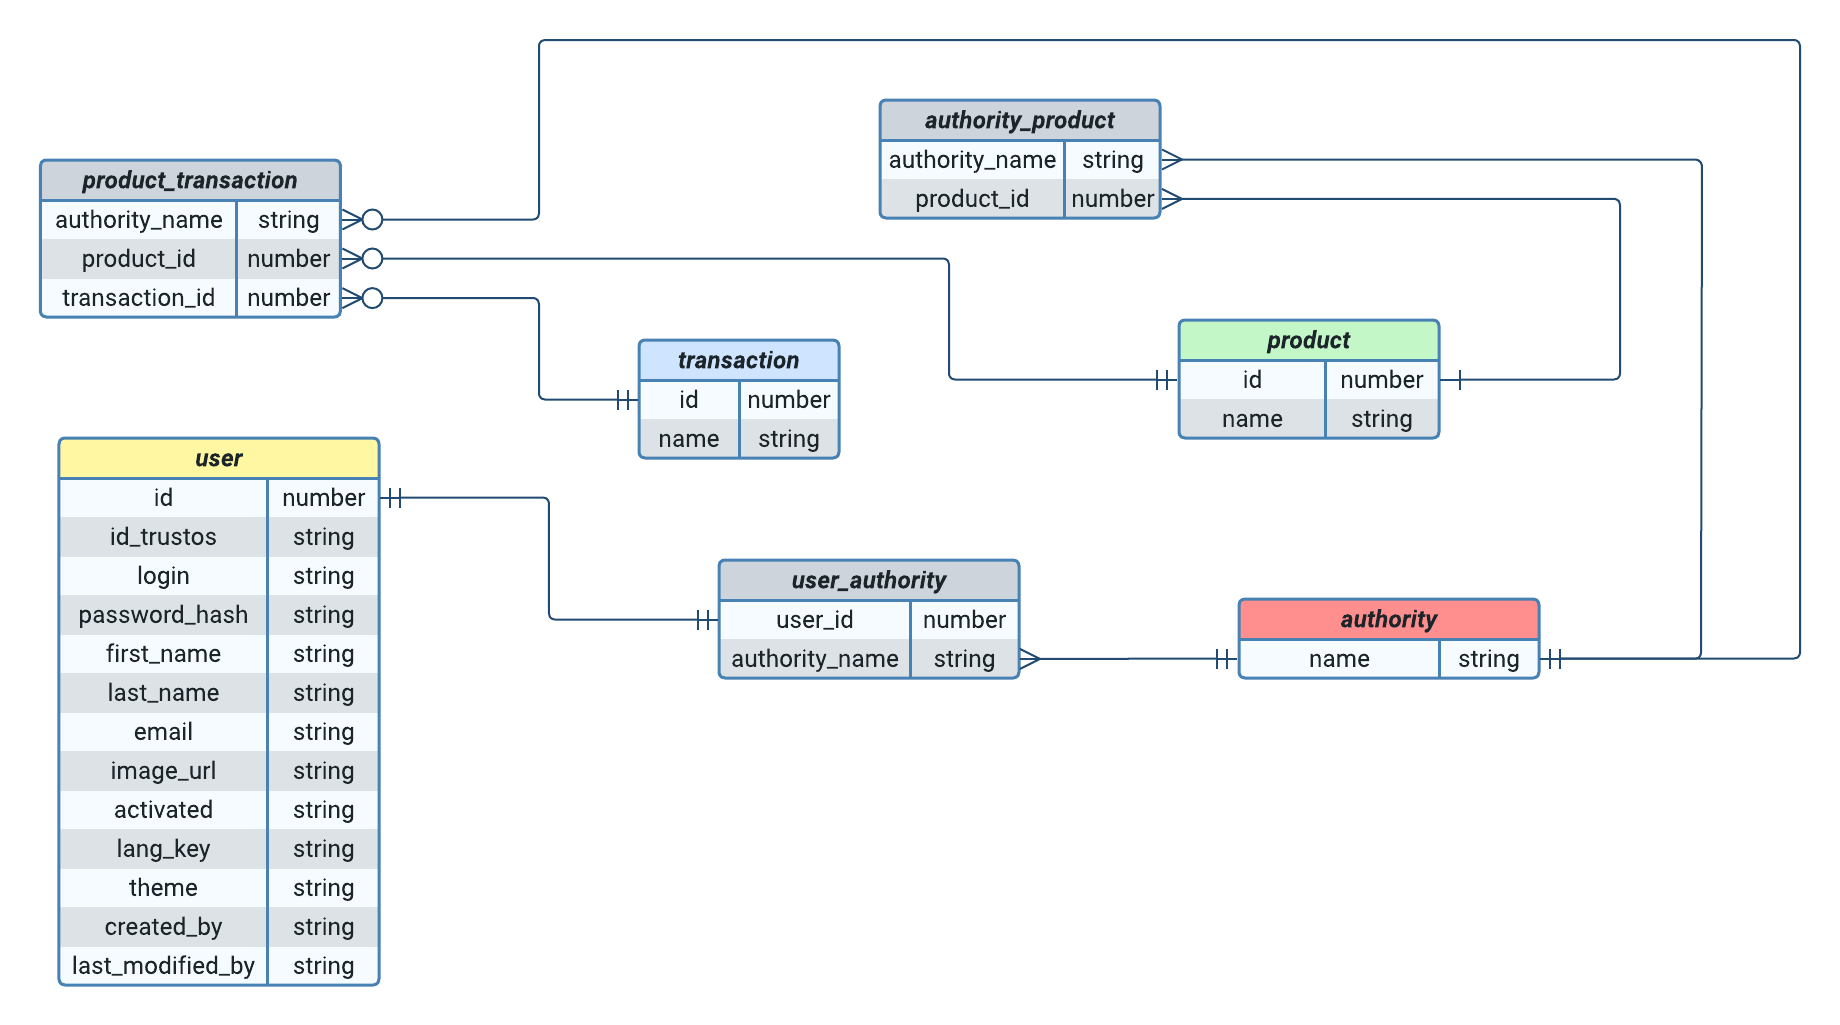 authority_product
authority_name string
product_id number
product_transaction
authority_name string
product_id number
transaction_id number
transaction
id number
name string
product
id number
name string
user
id number
id_trustos string
login string
password_hash string
first_name string
last_name string
email string
image_url string
activated string
lang_key string
theme string
created_by string
last_modified_by string
user_authority
user_id number
authority_name string
authority
name string